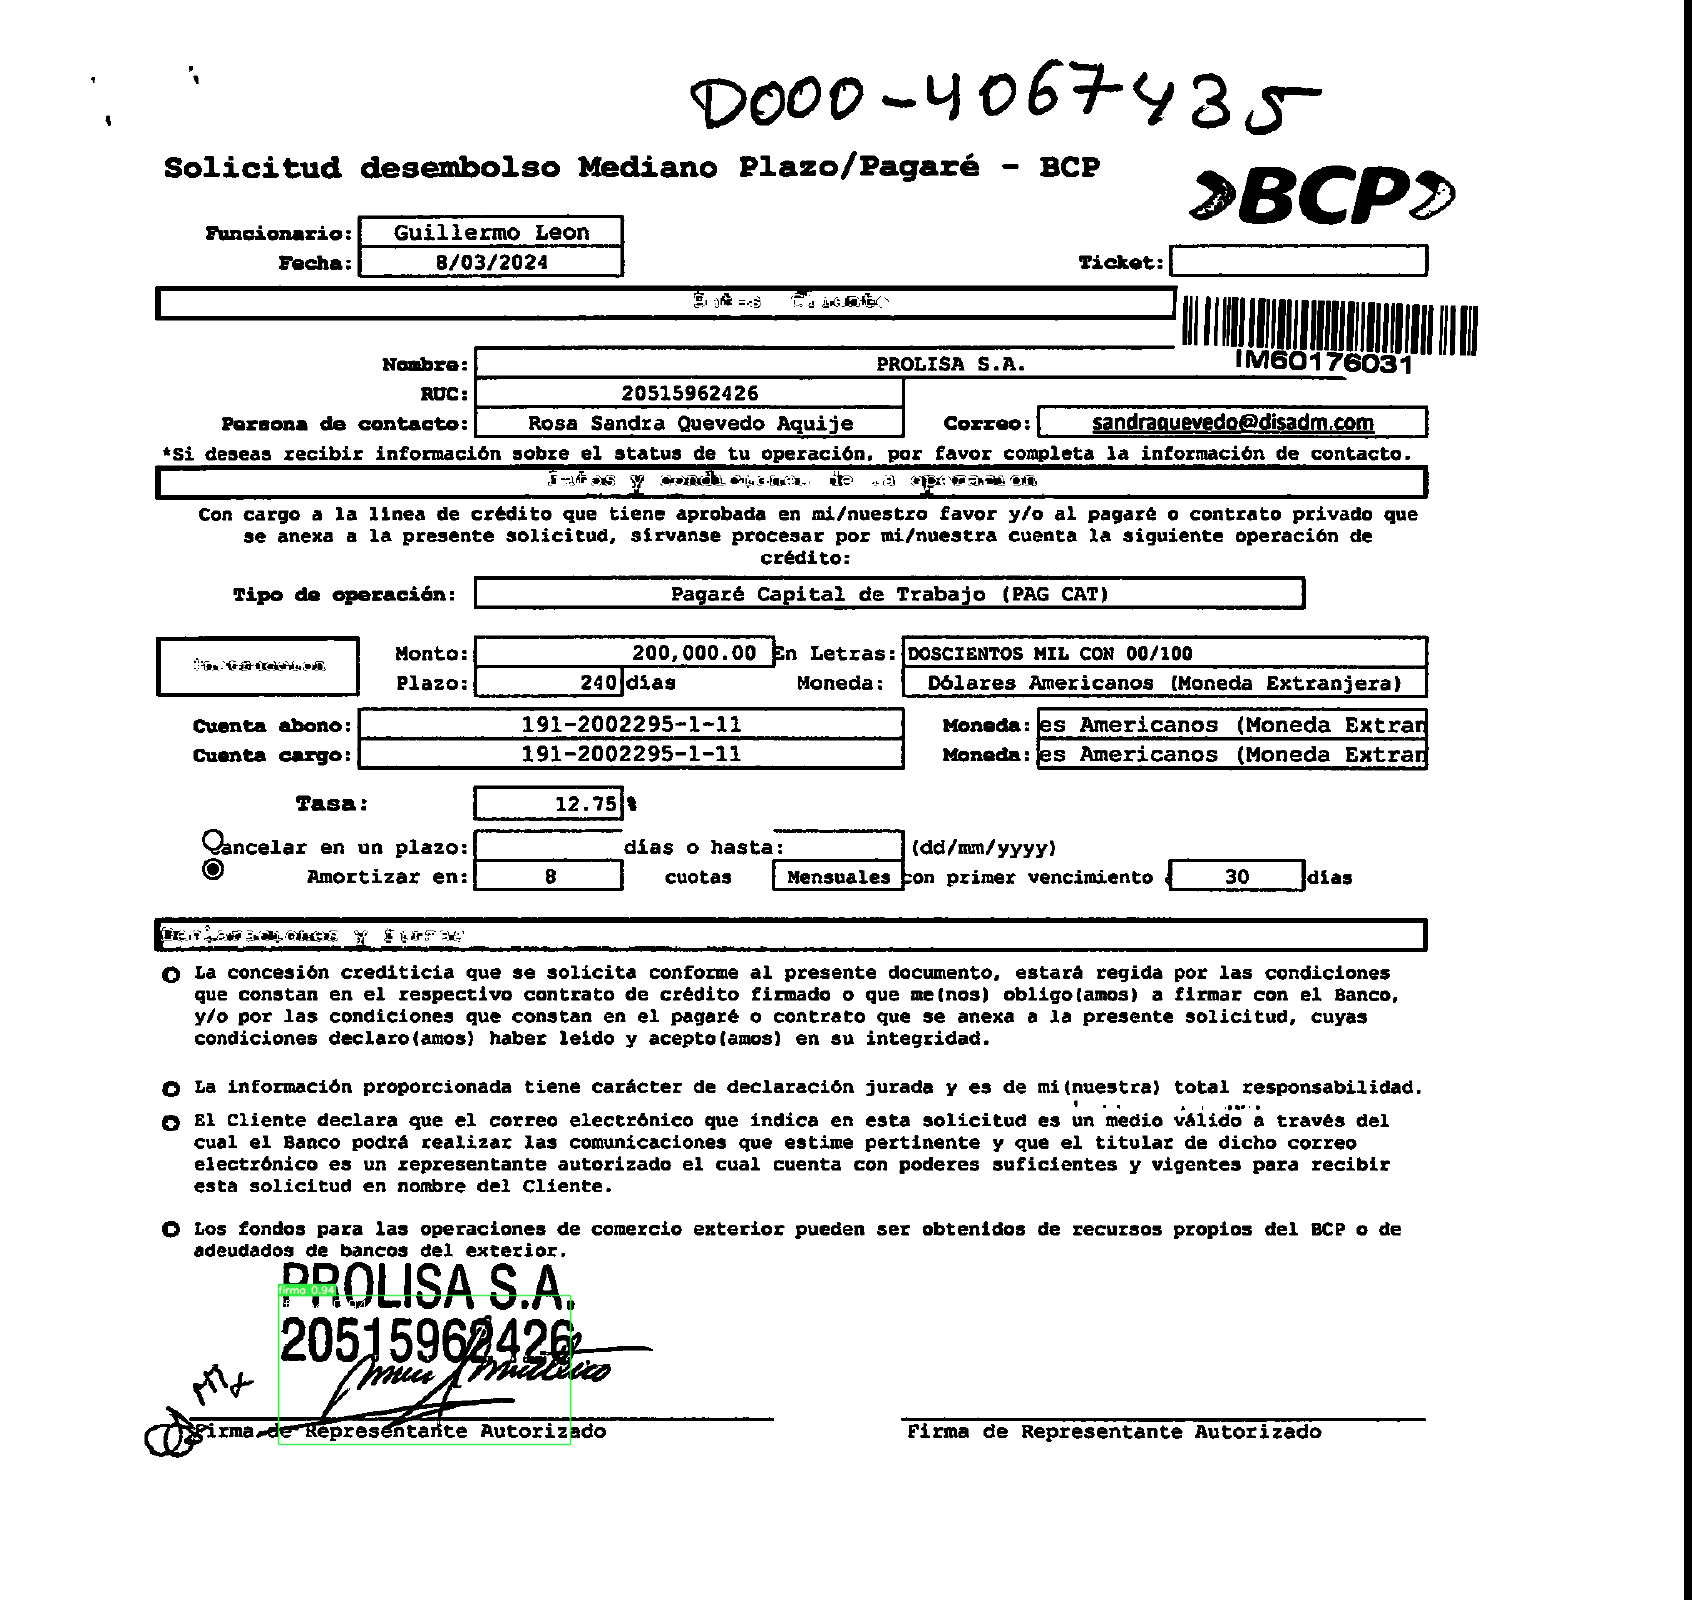 D000-4067435
Solicitud desembolso Mediano Plazo/Pagaré - BCP
BCP
Funcionario: Guillermo Leon
Fecha: 8/03/2024
Ticket:
Nombre: PROLISA S.A.
IM60176031
RUC: 20515962426
Persona de contacto: Rosa Sandra Quevedo Aquije Correo: sandraquevedo@disadm.com
*Si deseas recibir información sobre el status de tu operación, por favor completa la información de contacto.
Datos y condiciones de la operación
Con cargo a la línea de crédito que tiene aprobada en mi/nuestro favor y/o al pagaré o contrato privado que
se anexa a la presente solicitud, sírvanse procesar por mi/nuestra cuenta la siguiente operación de
crédito:
Tipo de operación: Pagaré Capital de Trabajo (PAG CAT)
Monto: 200,000.00 En Letras: DOSCIENTOS MIL CON 00/100
Plazo: 240 días Moneda: Dólares Americanos (Moneda Extranjera)
Cuenta abono: 191-2002295-1-11 Moneda: es Americanos (Moneda Extran
Cuenta cargo: 191-2002295-1-11 Moneda: es Americanos (Moneda Extran
Tasa: 12.75 %
ancelar en un plazo: días o hasta: (dd/mm/yyyy)
Amortizar en: 8 cuotas Mensuales con primer vencimiento 30 días
Declaraciones y firmas
La concesión crediticia que se solicita conforme al presente documento, estará regida por las condiciones
que constan en el respectivo contrato de crédito firmado o que me(nos) obligo(amos) a firmar con el Banco,
y/o por las condiciones que constan en el pagaré o contrato que se anexa a la presente solicitud, cuyas
condiciones declaro(amos) haber leído y acepto(amos) en su integridad.
La información proporcionada tiene carácter de declaración jurada y es de mi(nuestra) total responsabilidad.
El Cliente declara que el correo electrónico que indica en esta solicitud es un medio válido a través del
cual el Banco podrá realizar las comunicaciones que estime pertinente y que el titular de dicho correo
electrónico es un representante autorizado el cual cuenta con poderes suficientes y vigentes para recibir
esta solicitud en nombre del Cliente.
Los fondos para las operaciones de comercio exterior pueden ser obtenidos de recursos propios del BCP o de
adeudados de bancos del exterior.
PROLISA S.A.
firma 0.94
20515962426
Firma de Representante Autorizado
Firma de Representante Autorizado